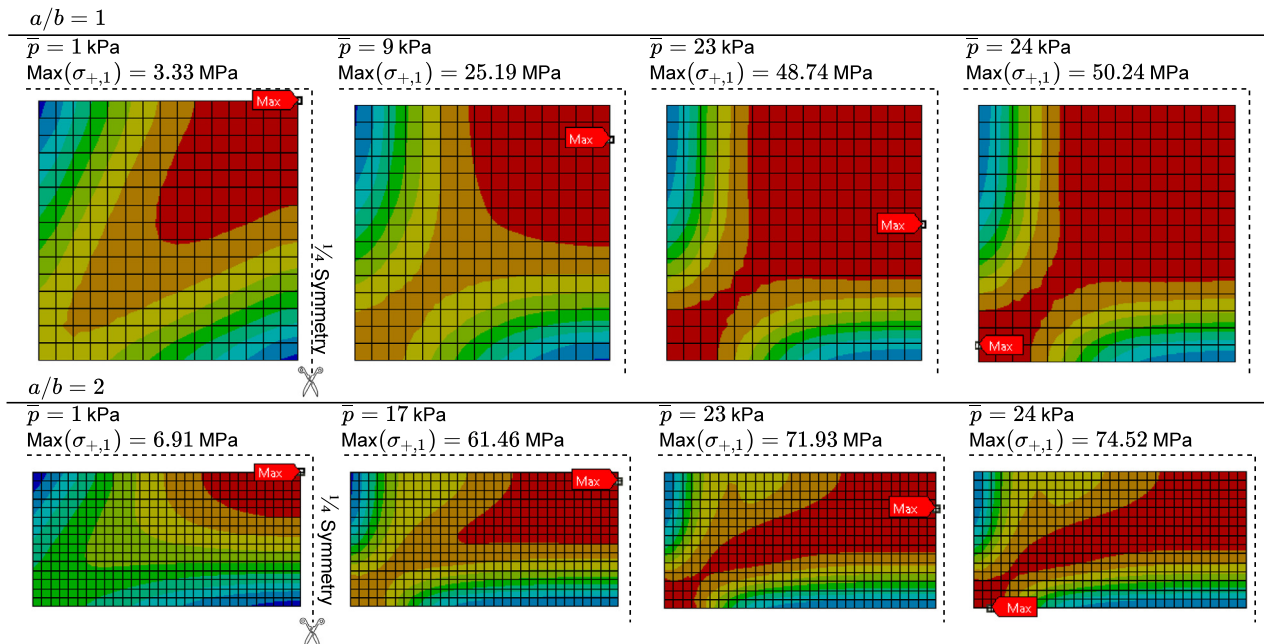 a/b = 1
p̅ = 1 kPa
Max(σ₊,₁) = 3.33 MPa
Max
¼ Symmetry
p̅ = 9 kPa
Max(σ₊,₁) = 25.19 MPa
Max
p̅ = 23 kPa
Max(σ₊,₁) = 48.74 MPa
Max
p̅ = 24 kPa
Max(σ₊,₁) = 50.24 MPa
Max
a/b = 2
p̅ = 1 kPa
Max(σ₊,₁) = 6.91 MPa
Max
¼ Symmetry
p̅ = 17 kPa
Max(σ₊,₁) = 61.46 MPa
Max
p̅ = 23 kPa
Max(σ₊,₁) = 71.93 MPa
Max
p̅ = 24 kPa
Max(σ₊,₁) = 74.52 MPa
Max